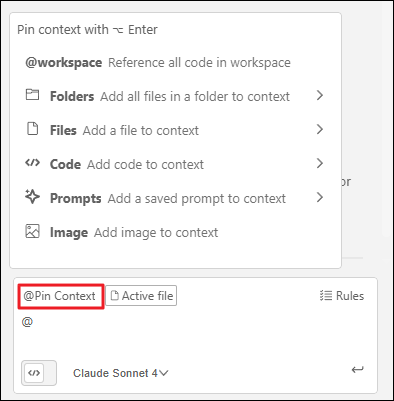 Pin context with ⌥ Enter
@workspace Reference all code in workspace
Folders Add all files in a folder to context
Files Add a file to context
Code Add code to context
Prompts Add a saved prompt to context
or
Image Add image to context
@Pin Context Active file Rules
@
Claude Sonnet 4